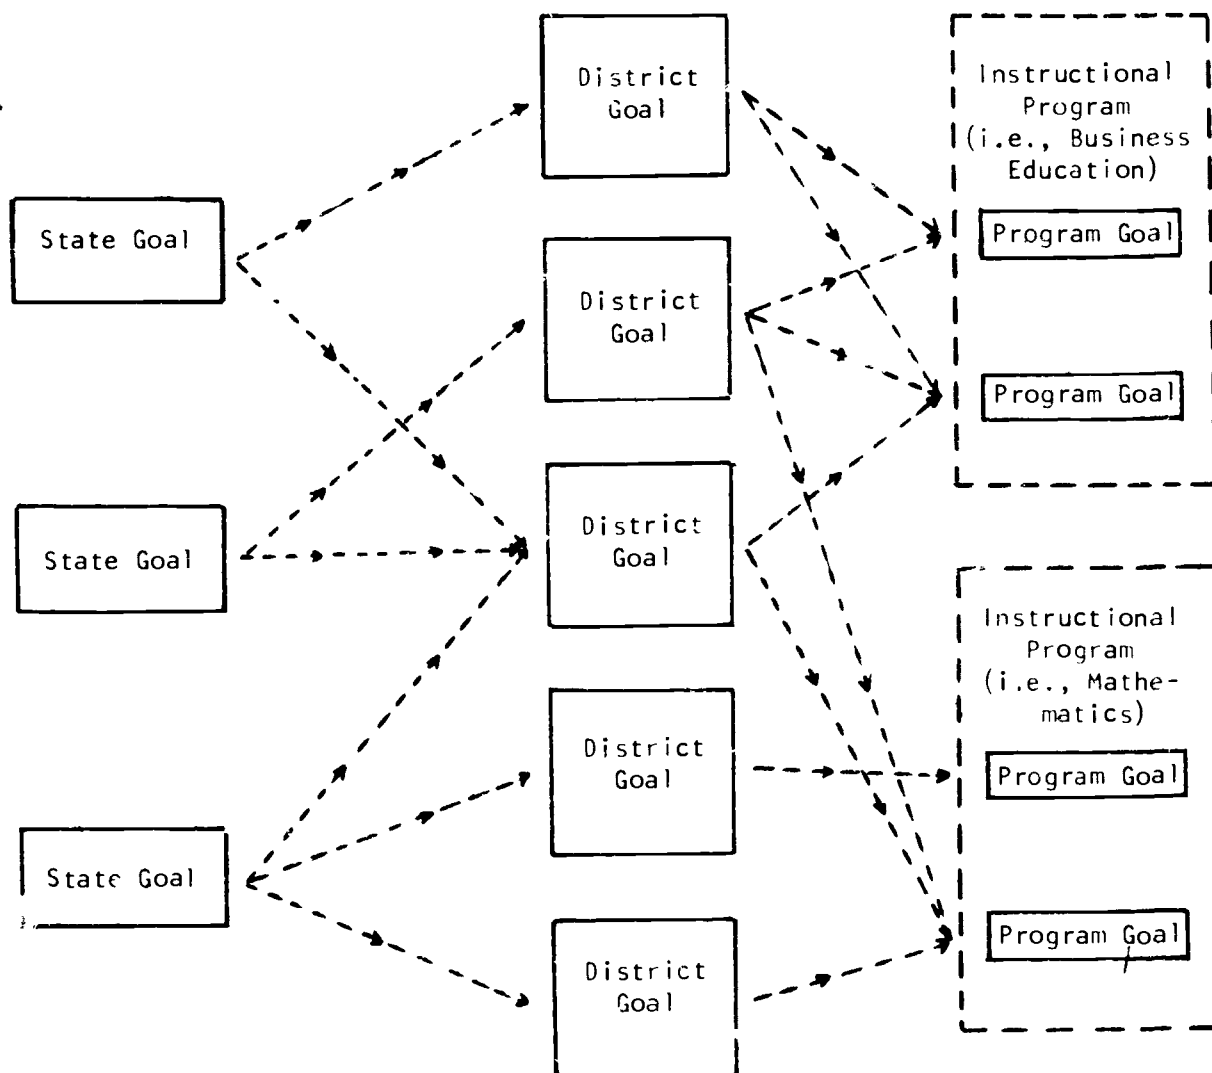 State Goal
State Goal
State Goal
District
Goal
District
Goal
District
Goal
District
Goal
District
Goal
Instructional
Program
(i.e., Business
Education)
Program Goal
Program Goal
Instructional
Program
(i.e., Mathe-
matics)
Program Goal
Program Goal